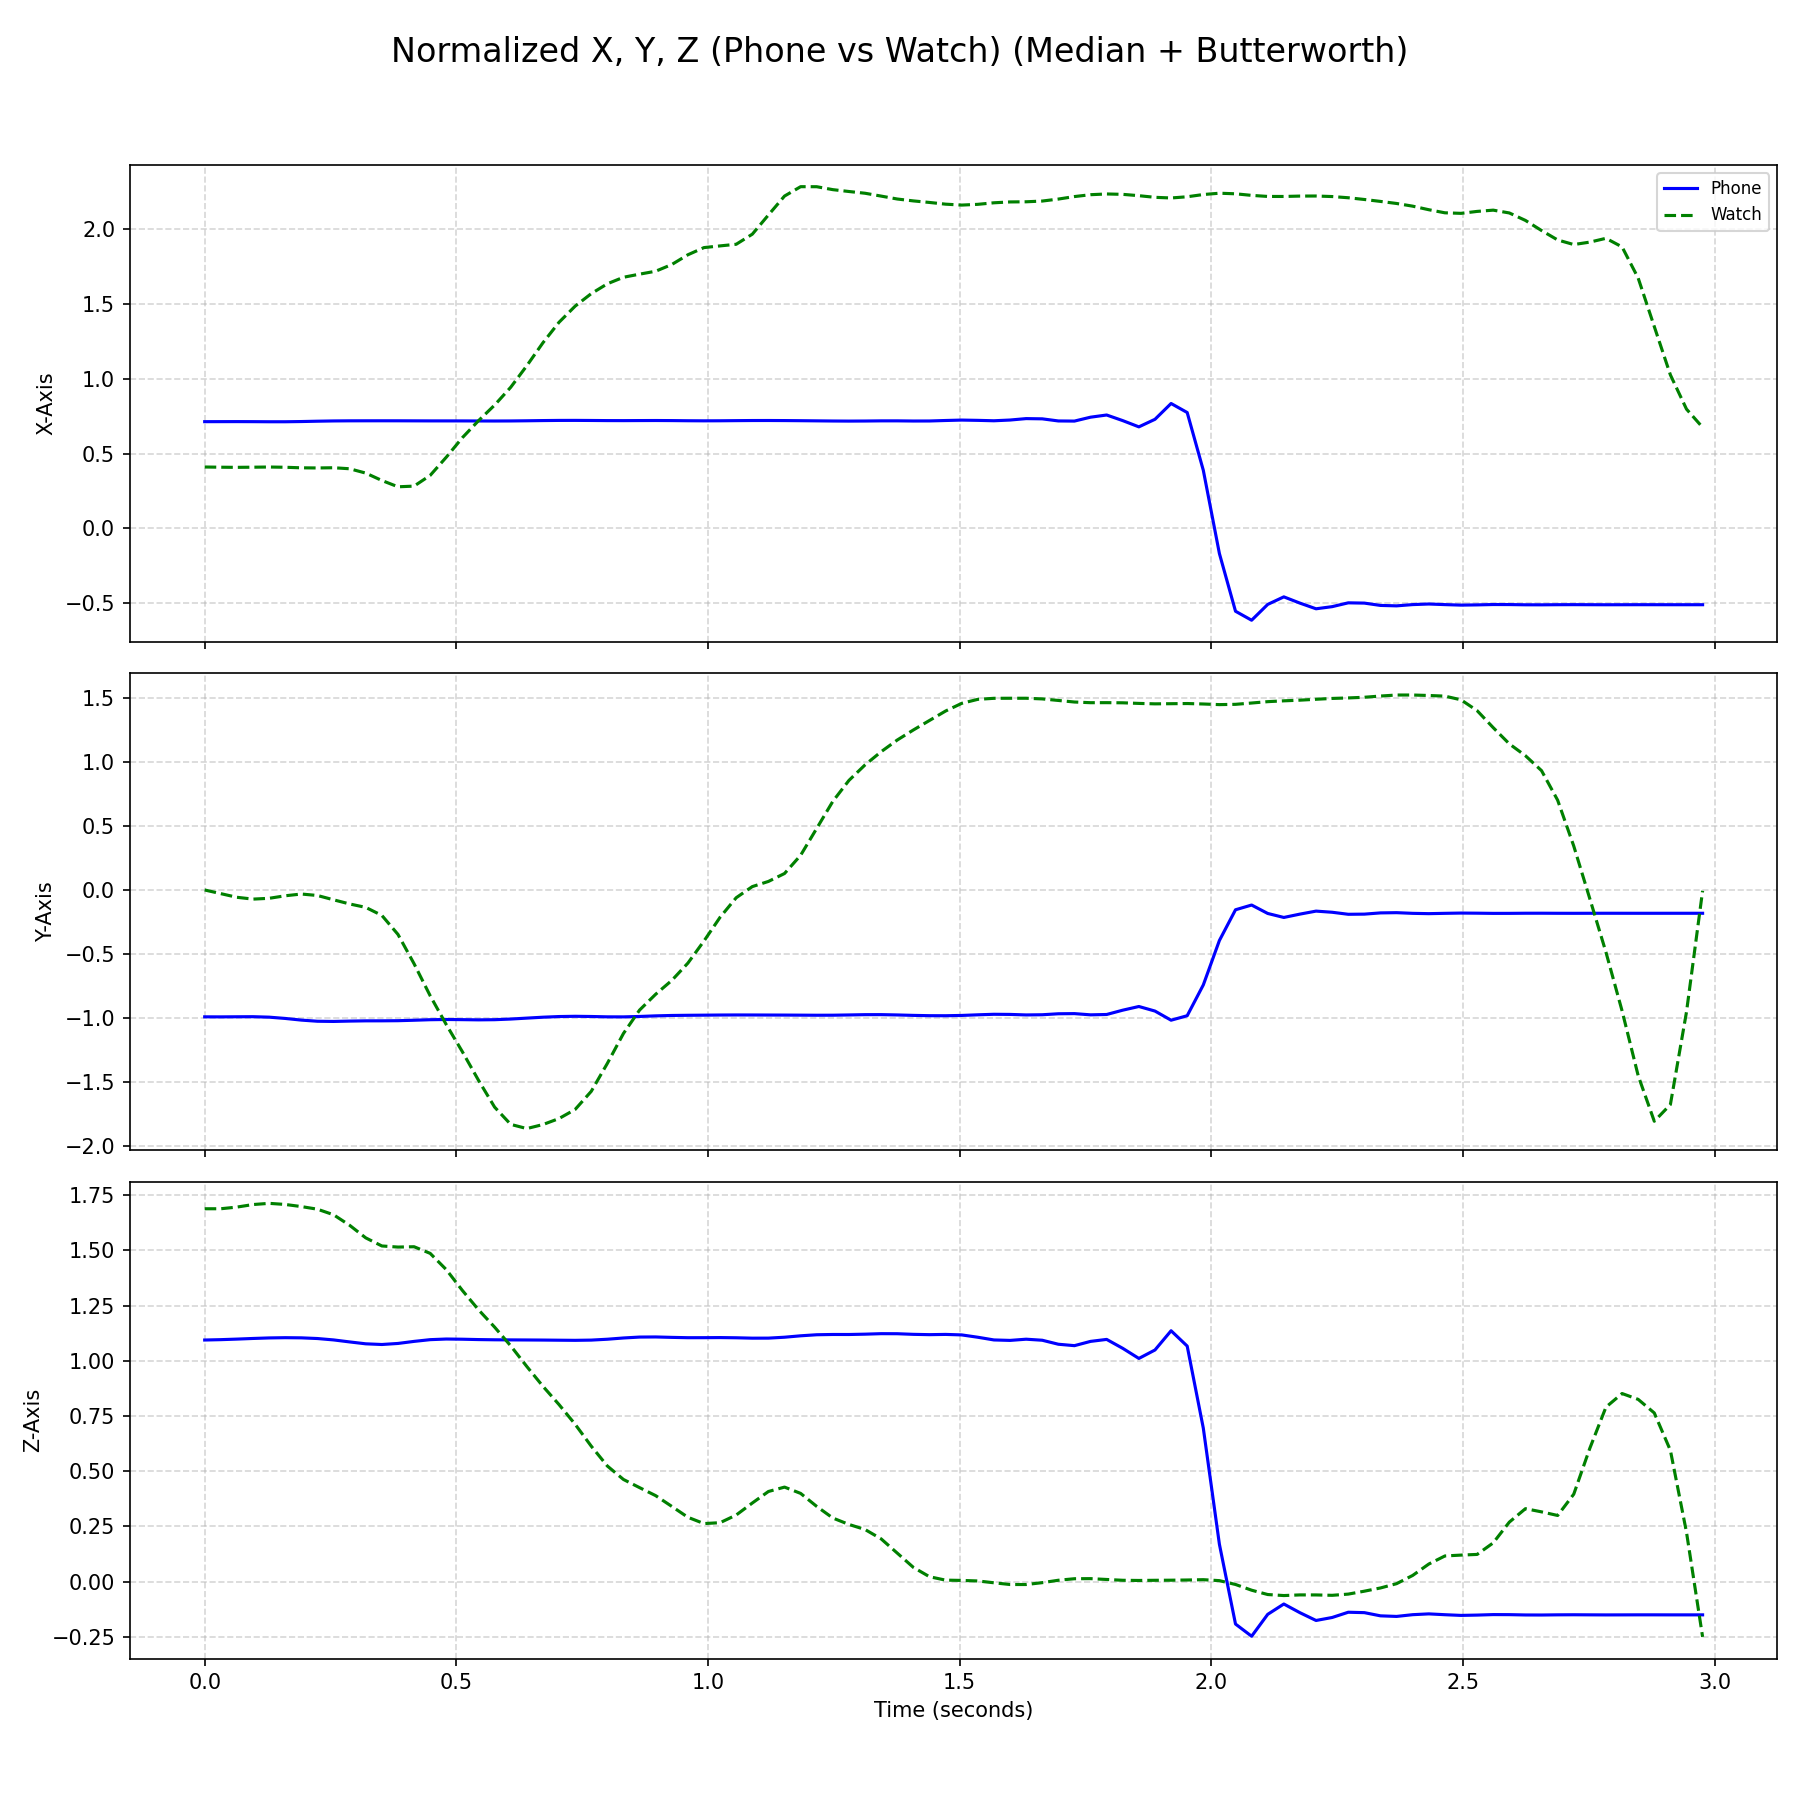 Normalized X, Y, Z (Phone vs Watch) (Median + Butterworth)
Phone
Watch
X-Axis
2.0
1.5
1.0
0.5
0.0
−0.5
Y-Axis
1.5
1.0
0.5
0.0
−0.5
−1.0
−1.5
−2.0
Z-Axis
1.75
1.50
1.25
1.00
0.75
0.50
0.25
0.00
−0.25
0.0 0.5 1.0 1.5 2.0 2.5 3.0
Time (seconds)